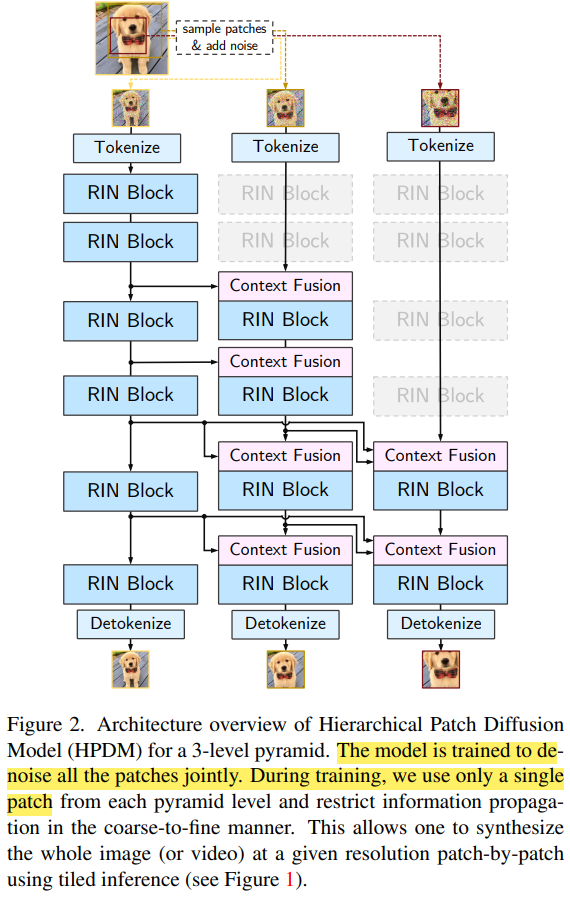 sample patches
& add noise
Tokenize
Tokenize
Tokenize
RIN Block
RIN Block
RIN Block
RIN Block
RIN Block
RIN Block
Context Fusion
RIN Block
RIN Block
RIN Block
Context Fusion
RIN Block
RIN Block
RIN Block
Context Fusion
Context Fusion
RIN Block
RIN Block
RIN Block
Context Fusion
Context Fusion
RIN Block
RIN Block
RIN Block
Detokenize
Detokenize
Detokenize
Figure 2. Architecture overview of Hierarchical Patch Diffusion
Model (HPDM) for a 3-level pyramid. The model is trained to de-
noise all the patches jointly. During training, we use only a single
patch from each pyramid level and restrict information propaga-
tion in the coarse-to-fine manner. This allows one to synthesize
the whole image (or video) at a given resolution patch-by-patch
using tiled inference (see Figure 1).